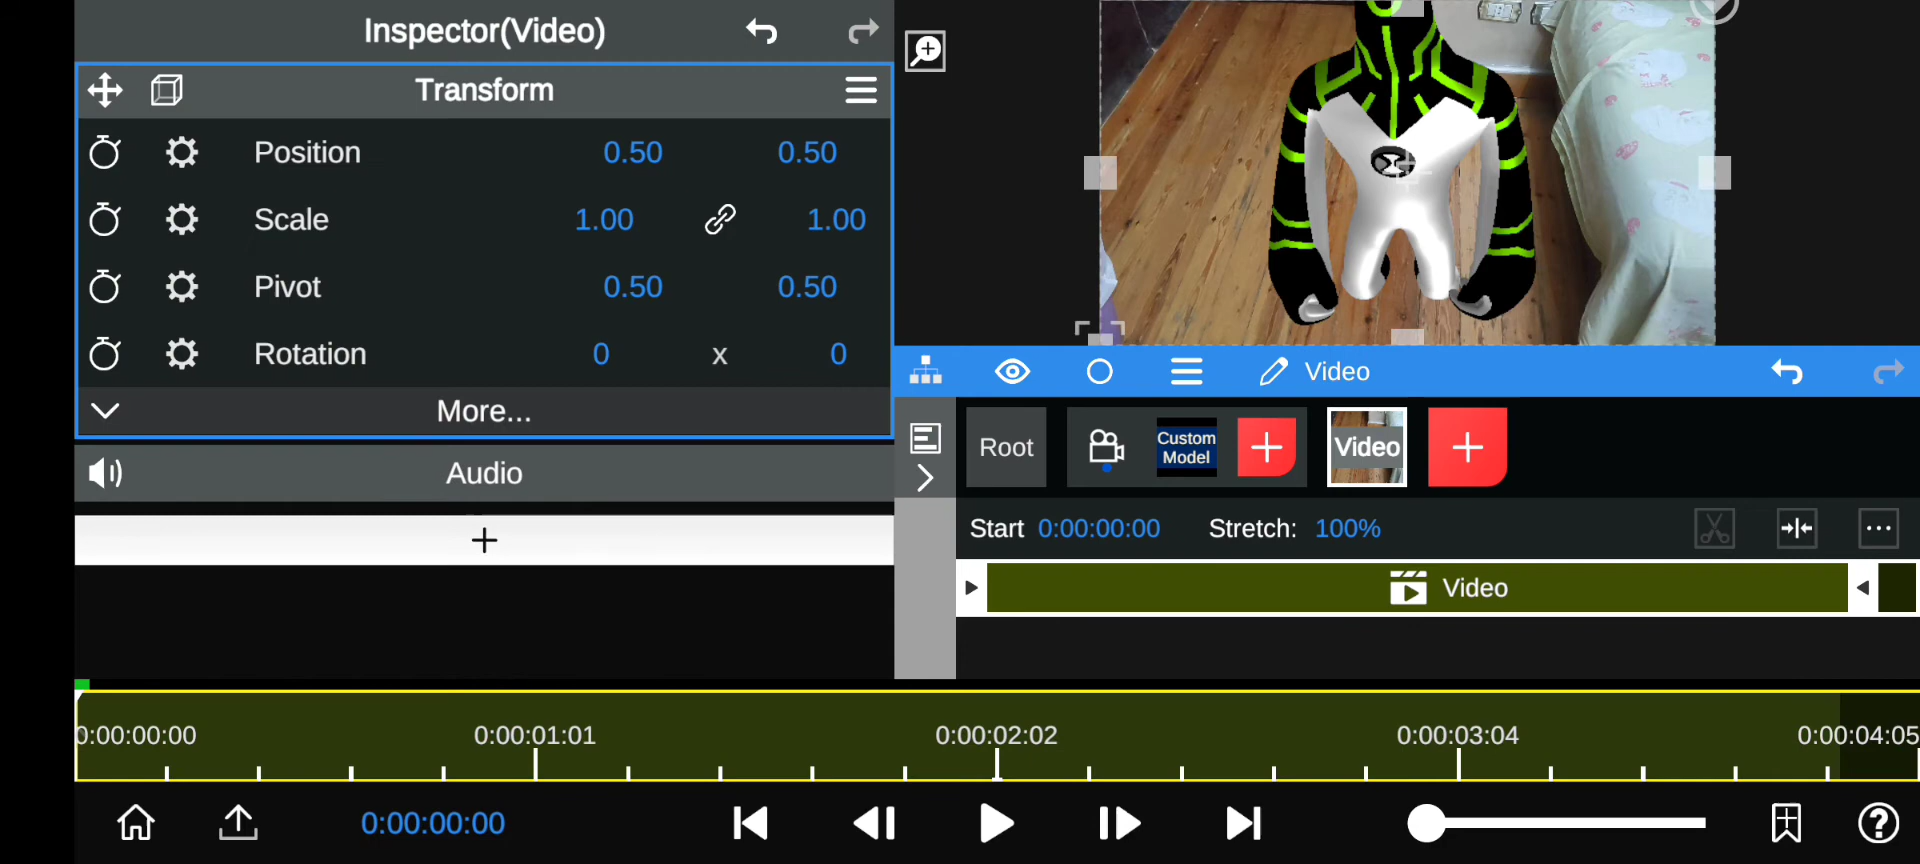 Inspector(Video)
Transform
Position 0.50 0.50
Scale 1.00 1.00
Pivot 0.50 0.50
Rotation 0 x 0
More...
Audio
+
Video
Root
Custom
Model
Video
Start 0:00:00:00 Stretch: 100%
Video
0:00:00:00 0:00:01:01 0:00:02:02 0:00:03:04 0:00:04:05
0:00:00:00
?